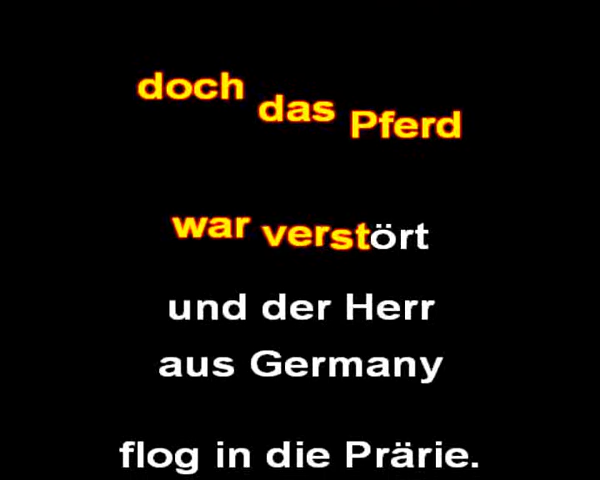 doch das Pferd
war verstört
und der Herr
aus Germany
flog in die Prärie.